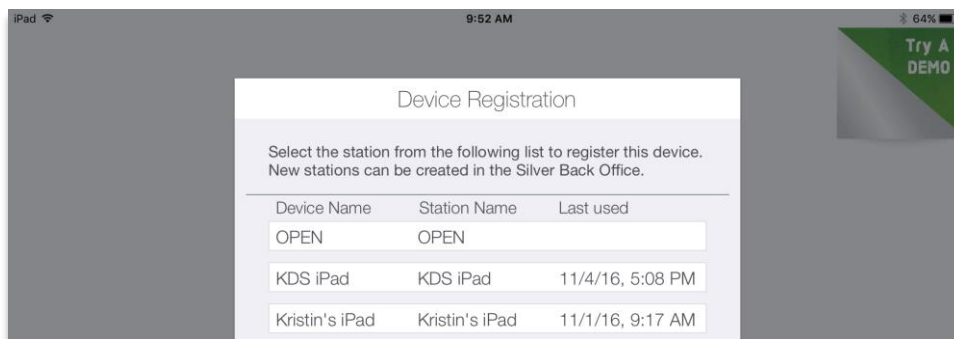 iPad 9:52 AM 64%
Try A
DEMO
Device Registration
Select the station from the following list to register this device.
New stations can be created in the Silver Back Office.
Device Name Station Name Last used
OPEN OPEN
KDS iPad KDS iPad 11/4/16, 5:08 PM
Kristin's iPad Kristin's iPad 11/1/16, 9:17 AM